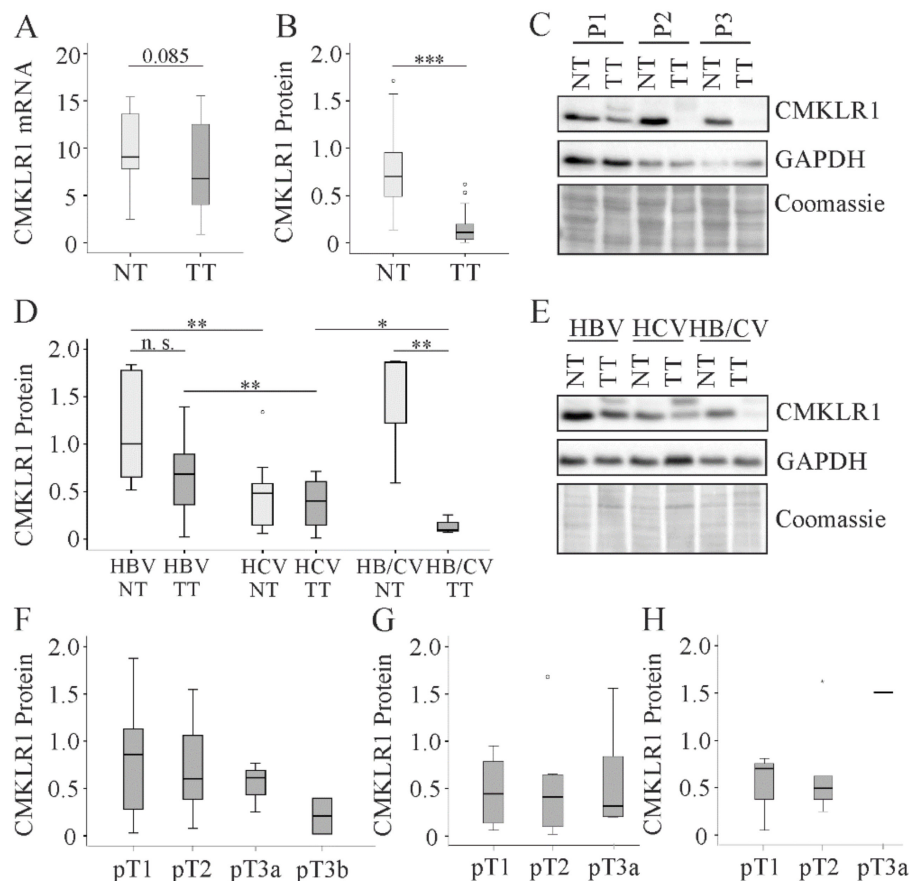 A
CMKLR1 mRNA
20
15
10
5
0
0.085
NT TT
B
CMKLR1 Protein
2.0
1.5
1.0
0.5
0
***
NT TT
C
P1 P2 P3
NT TT NT TT NT TT
CMKLR1
GAPDH
Coomassie
D
CMKLR1 Protein
2.0
1.5
1.0
0.5
0
**
*
n. s.
**
**
HBV HBV HCV HCV HB/CV HB/CV
NT TT NT TT NT TT
E
HBV HCV HB/CV
NT TT NT TT NT TT
CMKLR1
GAPDH
Coomassie
F
CMKLR1 Protein
2.0
1.5
1.0
0.5
0
pT1 pT2 pT3a pT3b
G
CMKLR1 Protein
2.0
1.5
1.0
0.5
0
pT1 pT2 pT3a
H
CMKLR1 Protein
2.0
1.5
1.0
0.5
0
pT1 pT2 pT3a